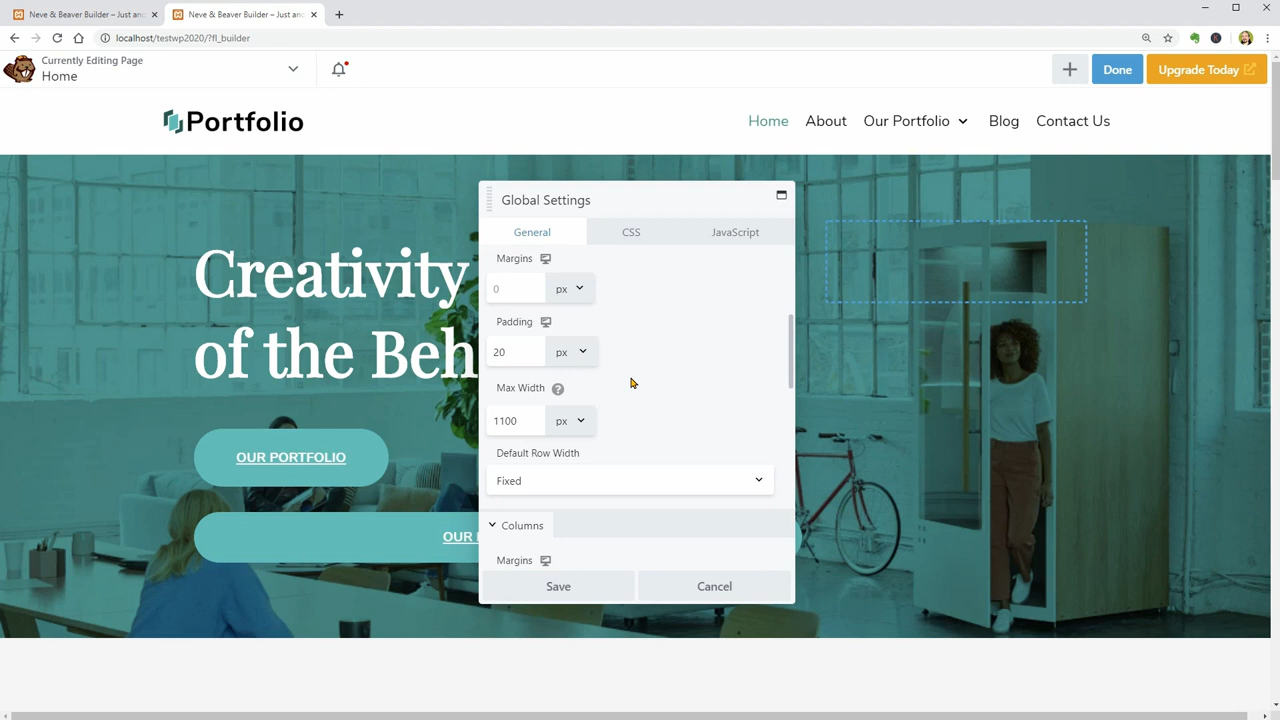 Neve & Beaver Builder – Just ano
Neve & Beaver Builder – Just ano
localhost/testwp2020/?fl_builder
Currently Editing Page
Home
Done
Upgrade Today
Portfolio
Home
About
Our Portfolio
Blog
Contact Us
Creativity
of the Beh
OUR PORTFOLIO
OUR
Global Settings
General
CSS
JavaScript
Margins
0
px
Padding
20
px
Max Width
?
1100
px
Default Row Width
Fixed
Columns
Margins
Save
Cancel